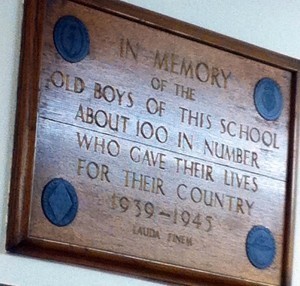 IN MEMORY
OF THE
OLD BOYS OF THIS SCHOOL
ABOUT 100 IN NUMBER
WHO GAVE THEIR LIVES
FOR THEIR COUNTRY
1939-1945
LAUDA FINEM